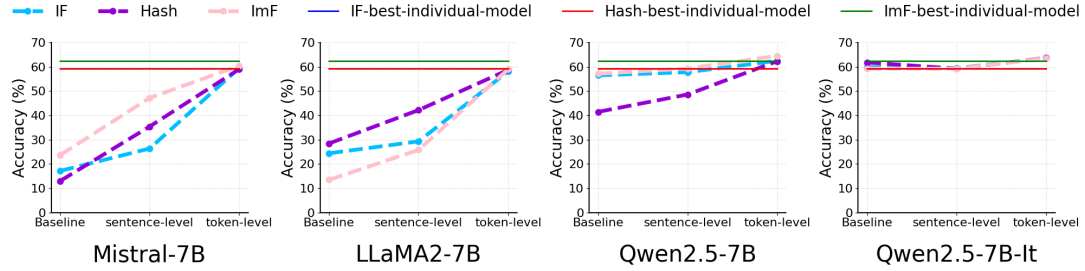 IF Hash ImF IF-best-individual-model Hash-best-individual-model ImF-best-individual-model
70 70 70 70
60 60 60 60
50 50 50 50
40 40 40 40
30 30 30 30
20 20 20 20
10 10 10 10
0 0 0 0
Accuracy (%) Accuracy (%) Accuracy (%) Accuracy (%)
Baseline sentence-level token-level Baseline sentence-level token-level Baseline sentence-level token-level Baseline sentence-level token-level
Mistral-7B LLaMA2-7B Qwen2.5-7B Qwen2.5-7B-It